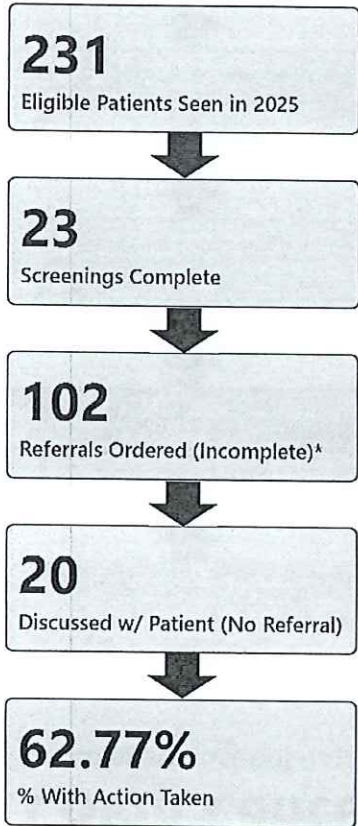 231
Eligible Patients Seen in 2025
23
Screenings Complete
102
Referrals Ordered (Incomplete)*
20
Discussed w/ Patient (No Referral)
62.77%
% With Action Taken